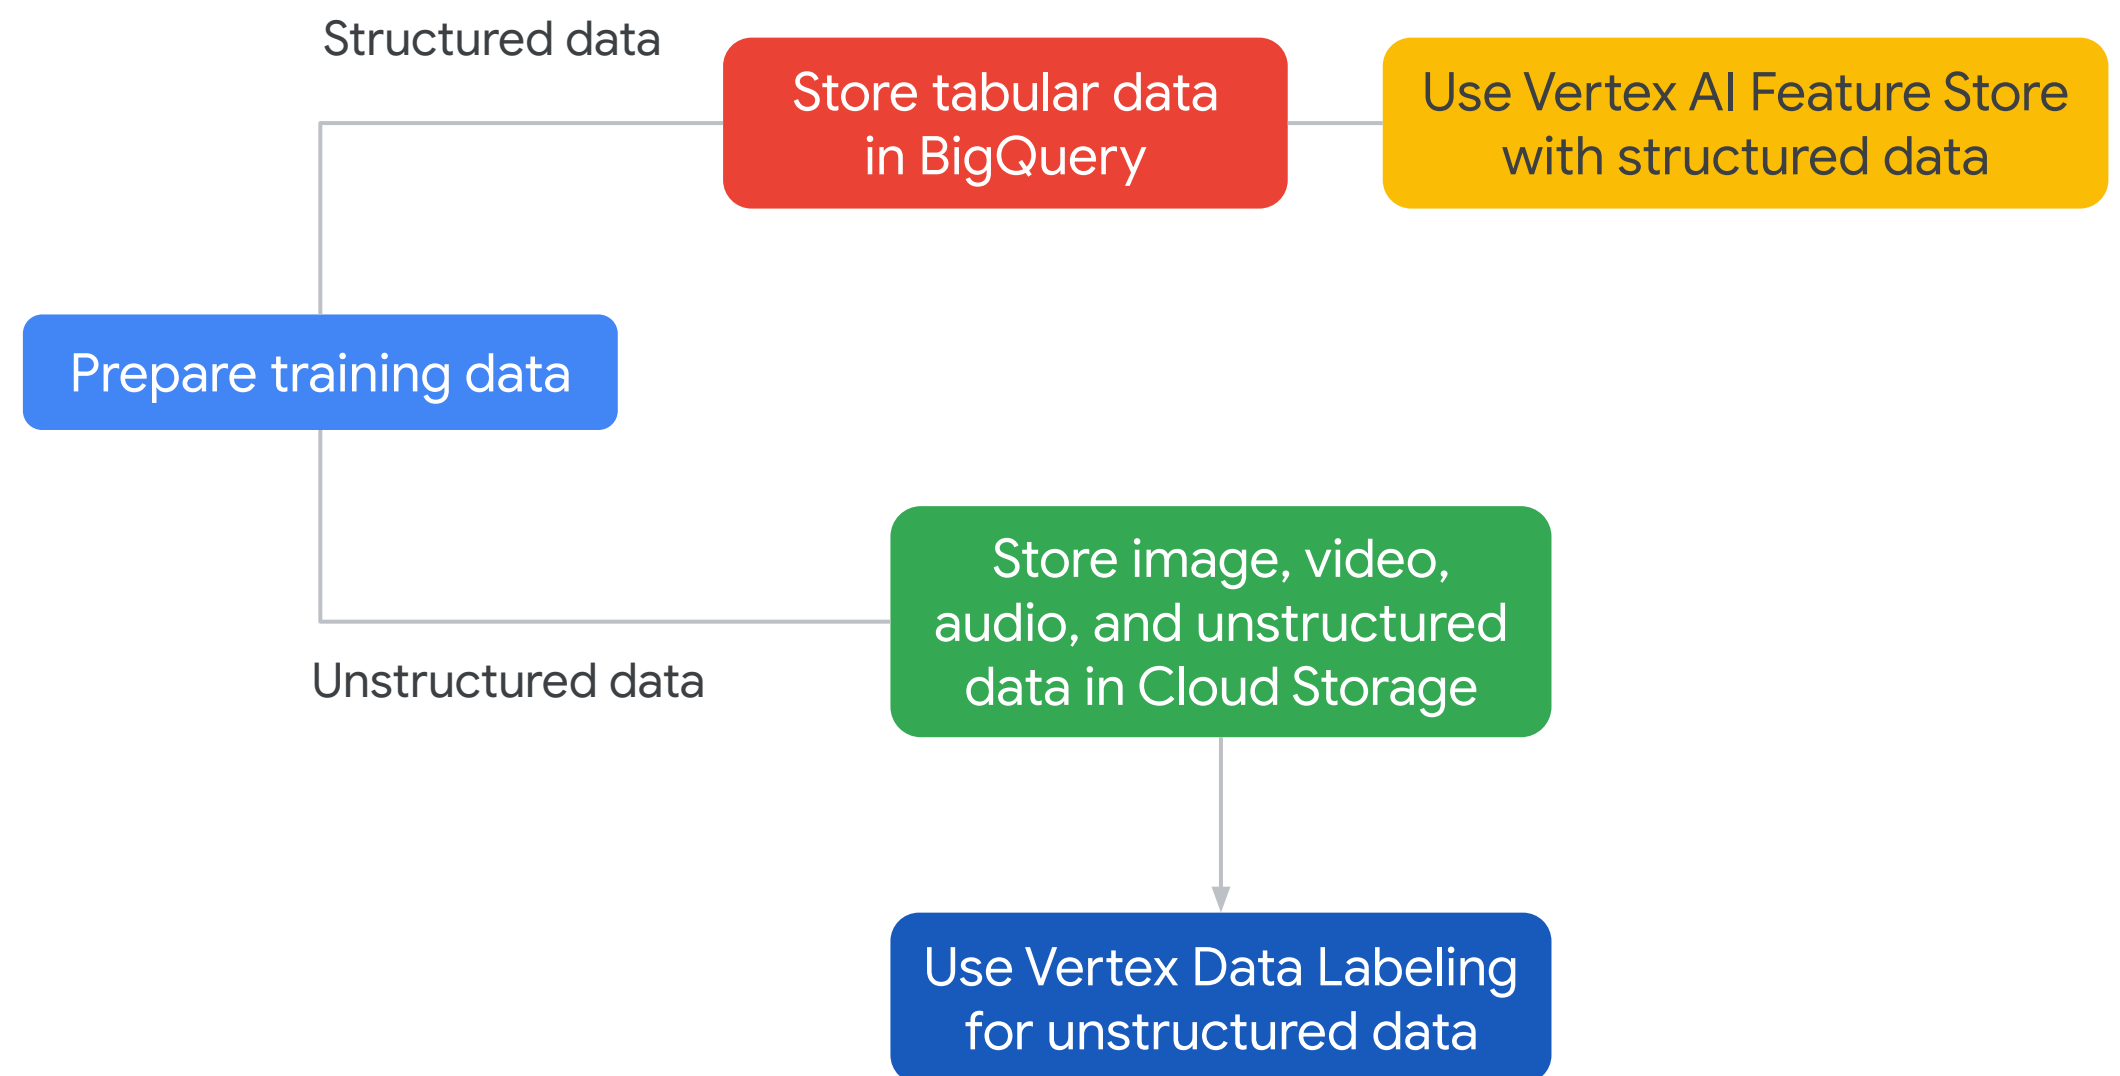 Structured data
Store tabular data
in BigQuery
Use Vertex AI Feature Store
with structured data
Prepare training data
Unstructured data
Store image, video,
audio, and unstructured
data in Cloud Storage
Use Vertex Data Labeling
for unstructured data